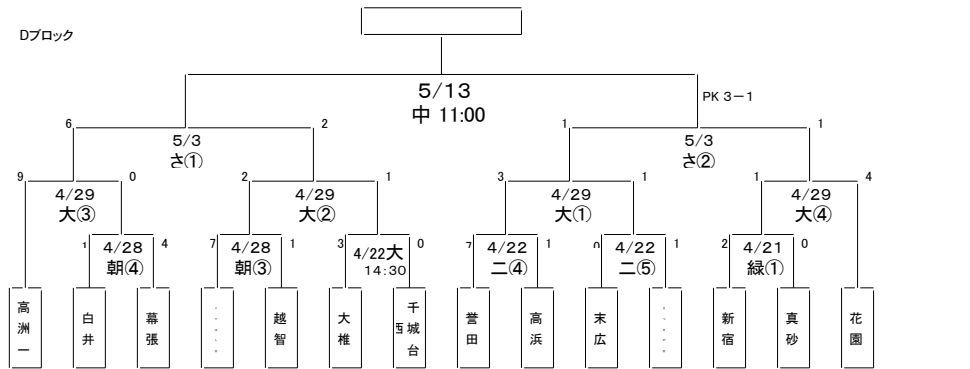 Dブロック
5/13
中 11:00
PK 3－1
6
2
1
1
5/3
さ①
5/3
さ②
9
0
2
1
3
1
1
4
4/29
大③
4/29
大②
4/29
大①
4/29
大④
1
4
7
1
3
0
7
1
0
1
2
0
4/28
朝④
4/28
朝③
4/22大
14:30
4/22
二④
4/22
二⑤
4/21
緑①
高洲一
白井
幕張
越智
大椎
千城台西
誉田
高浜
末広
新宿
真砂
花園